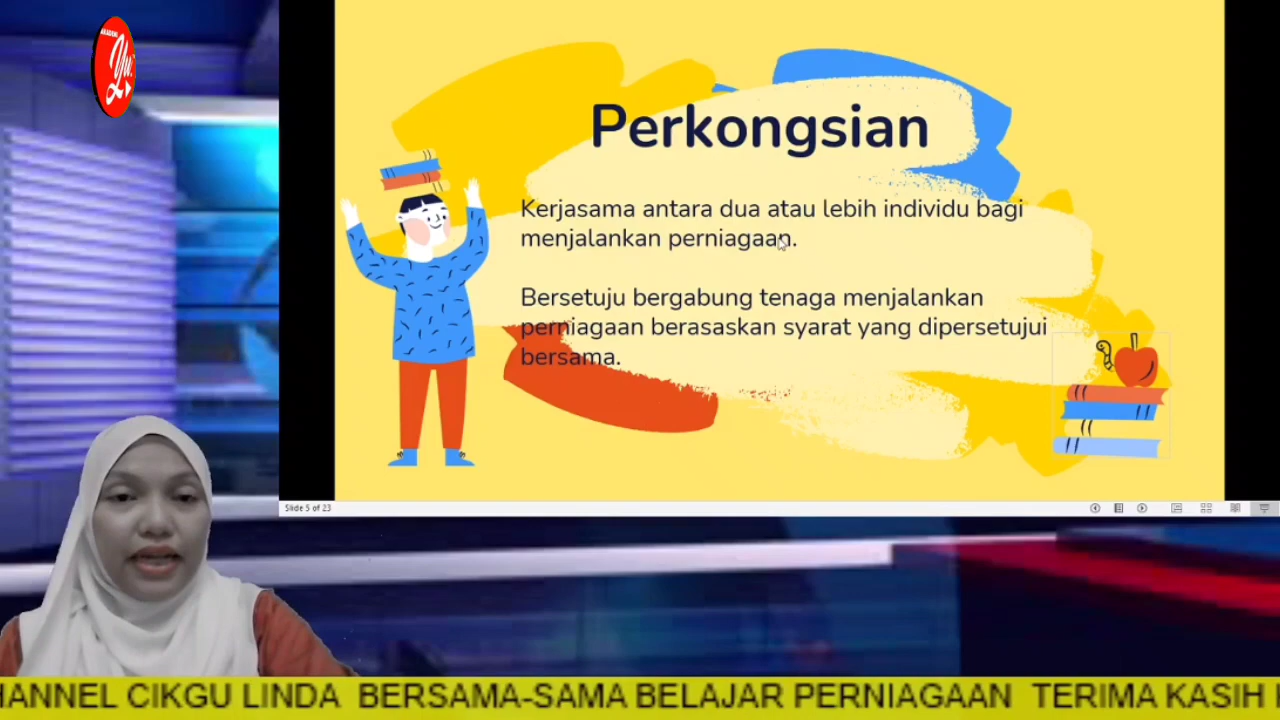 Perkongsian
Kerjasama antara dua atau lebih individu bagi
menjalankan perniagaan.
Bersetuju bergabung tenaga menjalankan
perniagaan berasaskan syarat yang dipersetujui
bersama.
Slide 5 of 23
HANNEL CIKGU LINDA BERSAMA-SAMA BELAJAR PERNIAGAAN TERIMA KASIH